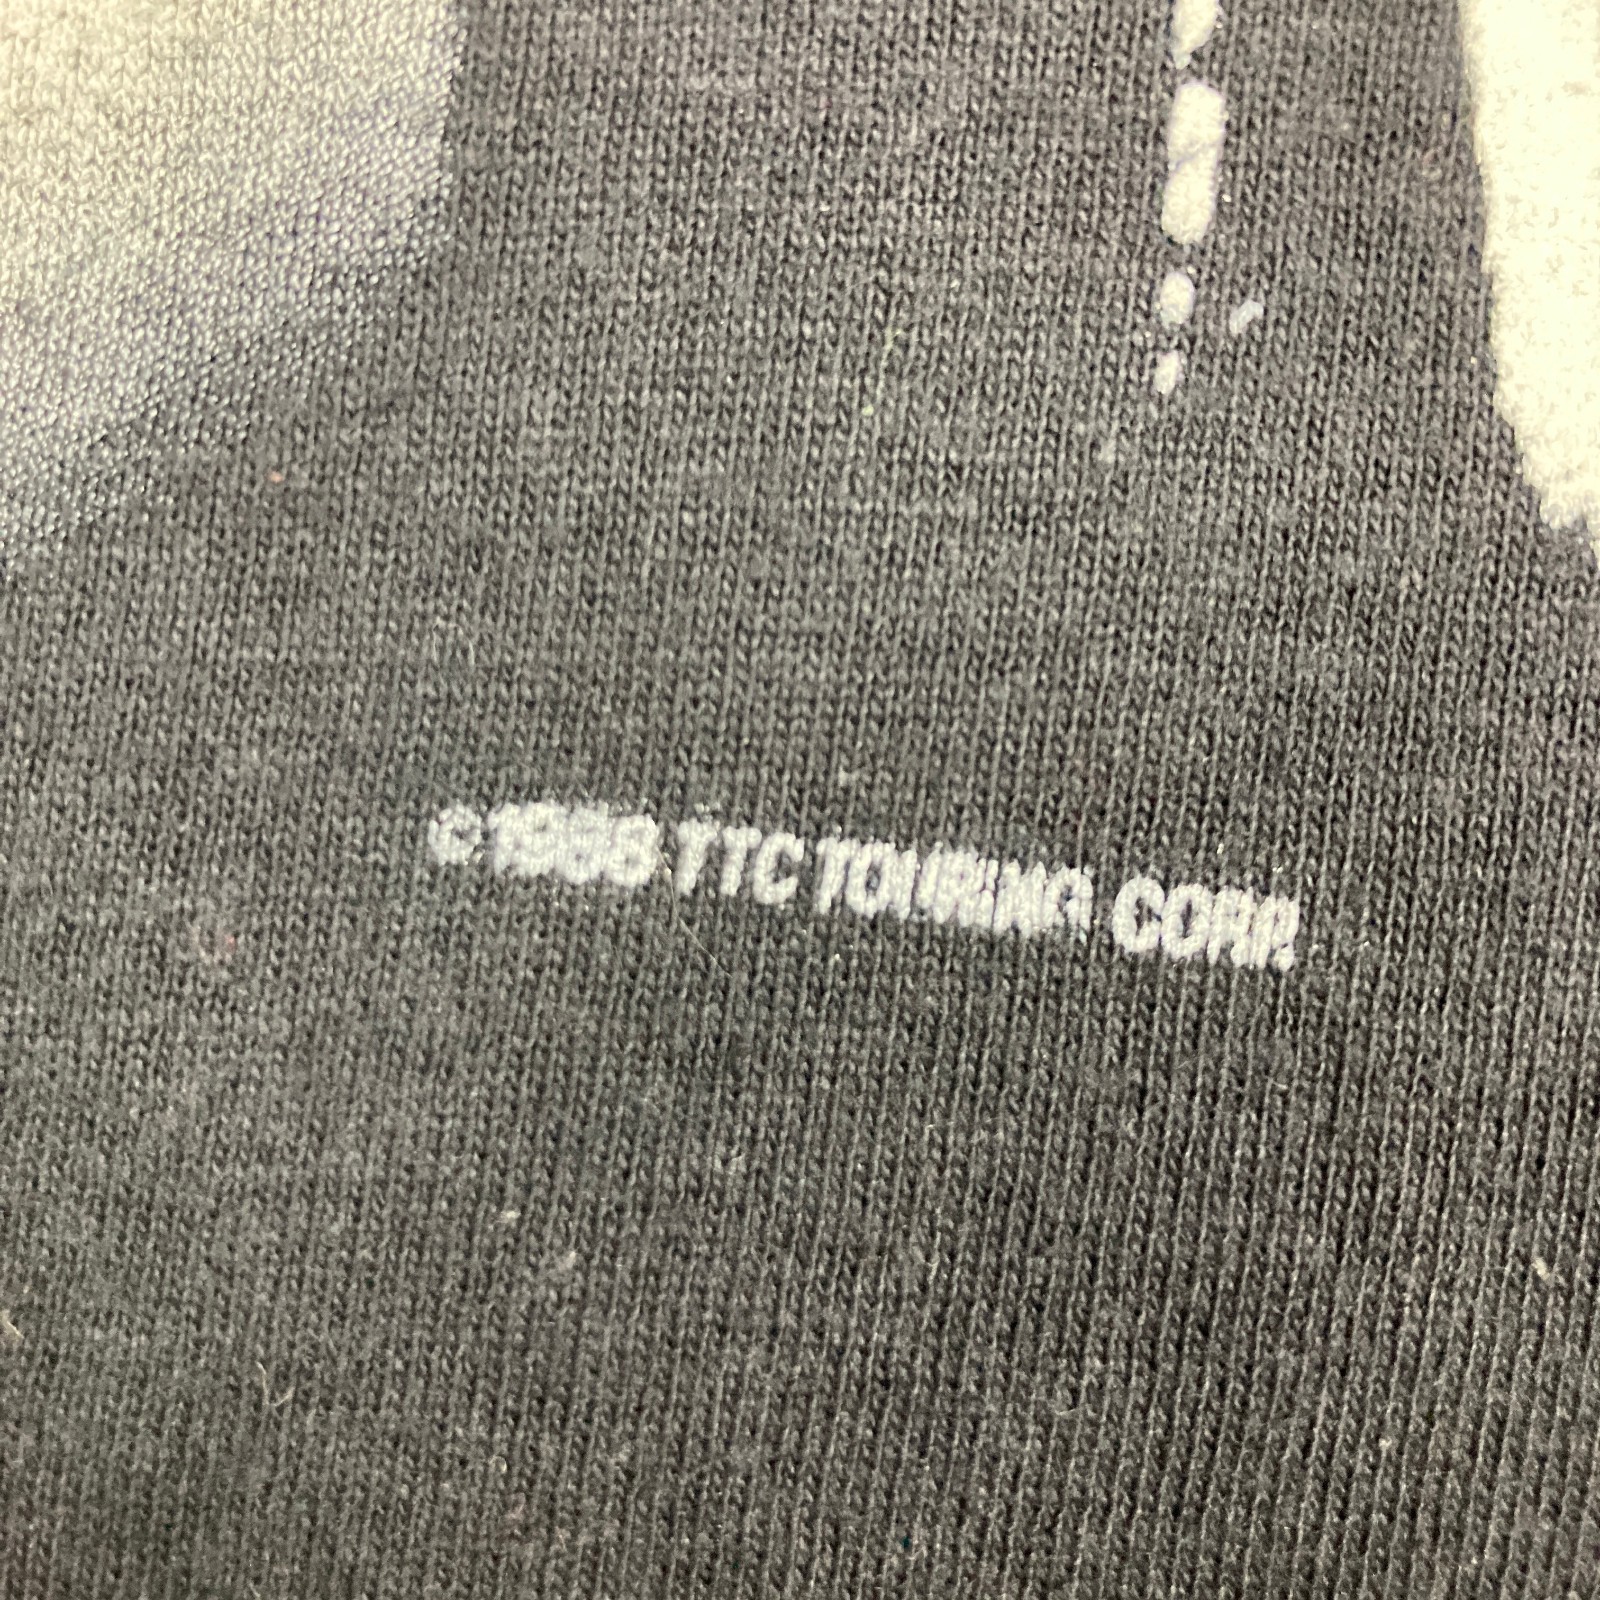 TTC TOURING CORP.